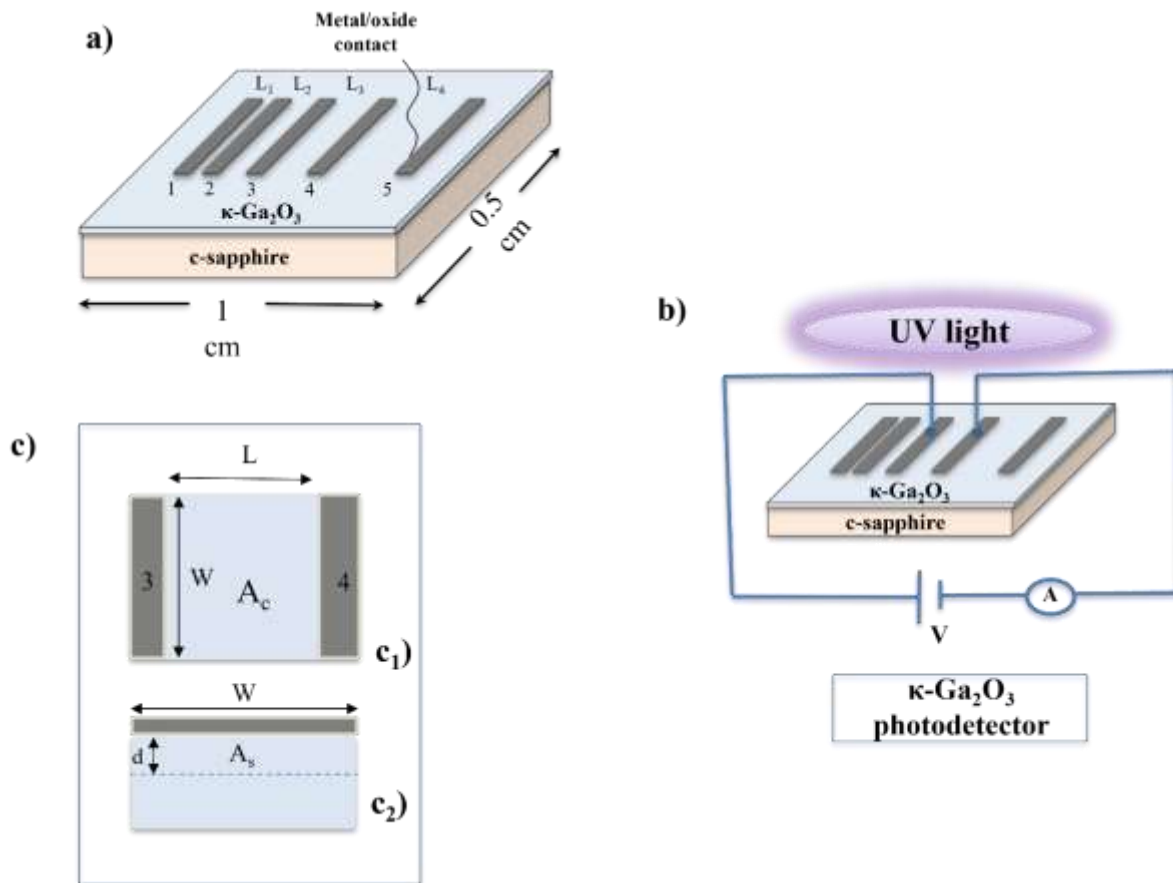 a)
Metal/oxide
contact
L₁ L₂ L₃ L₄
1 2 3 4 5
κ-Ga₂O₃
c-sapphire
0.5
cm
1
cm
b)
UV light
κ-Ga₂O₃
c-sapphire
A
V
κ-Ga₂O₃
photodetector
c)
L
3 W A꜀ 4
c₁)
W
d Aₛ
c₂)